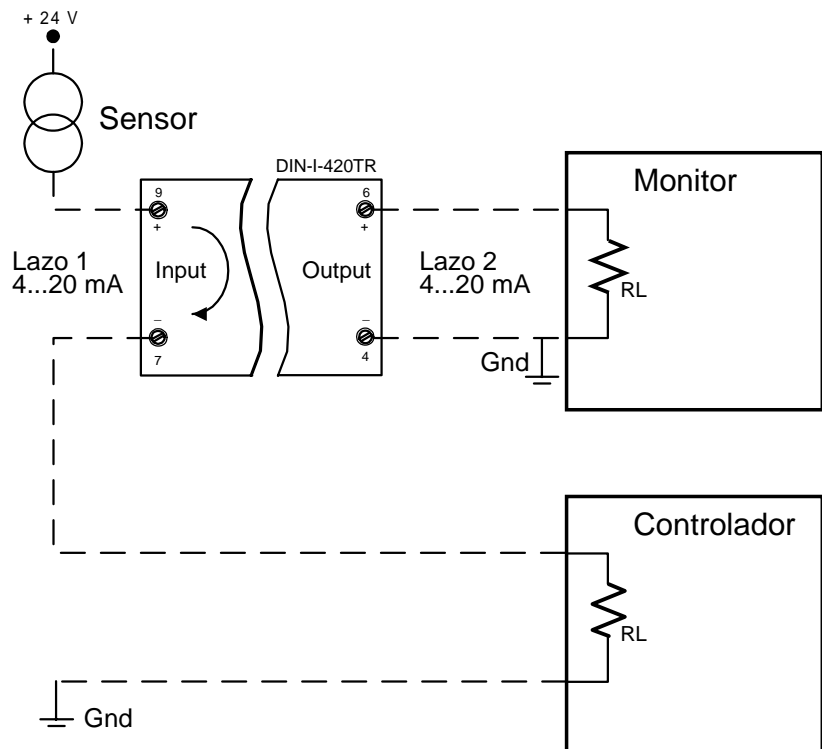 + 24 V
Sensor
DIN-I-420TR
Monitor
9
+
6
+
Lazo 1
4...20 mA
Input
Output
Lazo 2
4...20 mA
RL
–
7
–
4
Gnd
Controlador
RL
Gnd